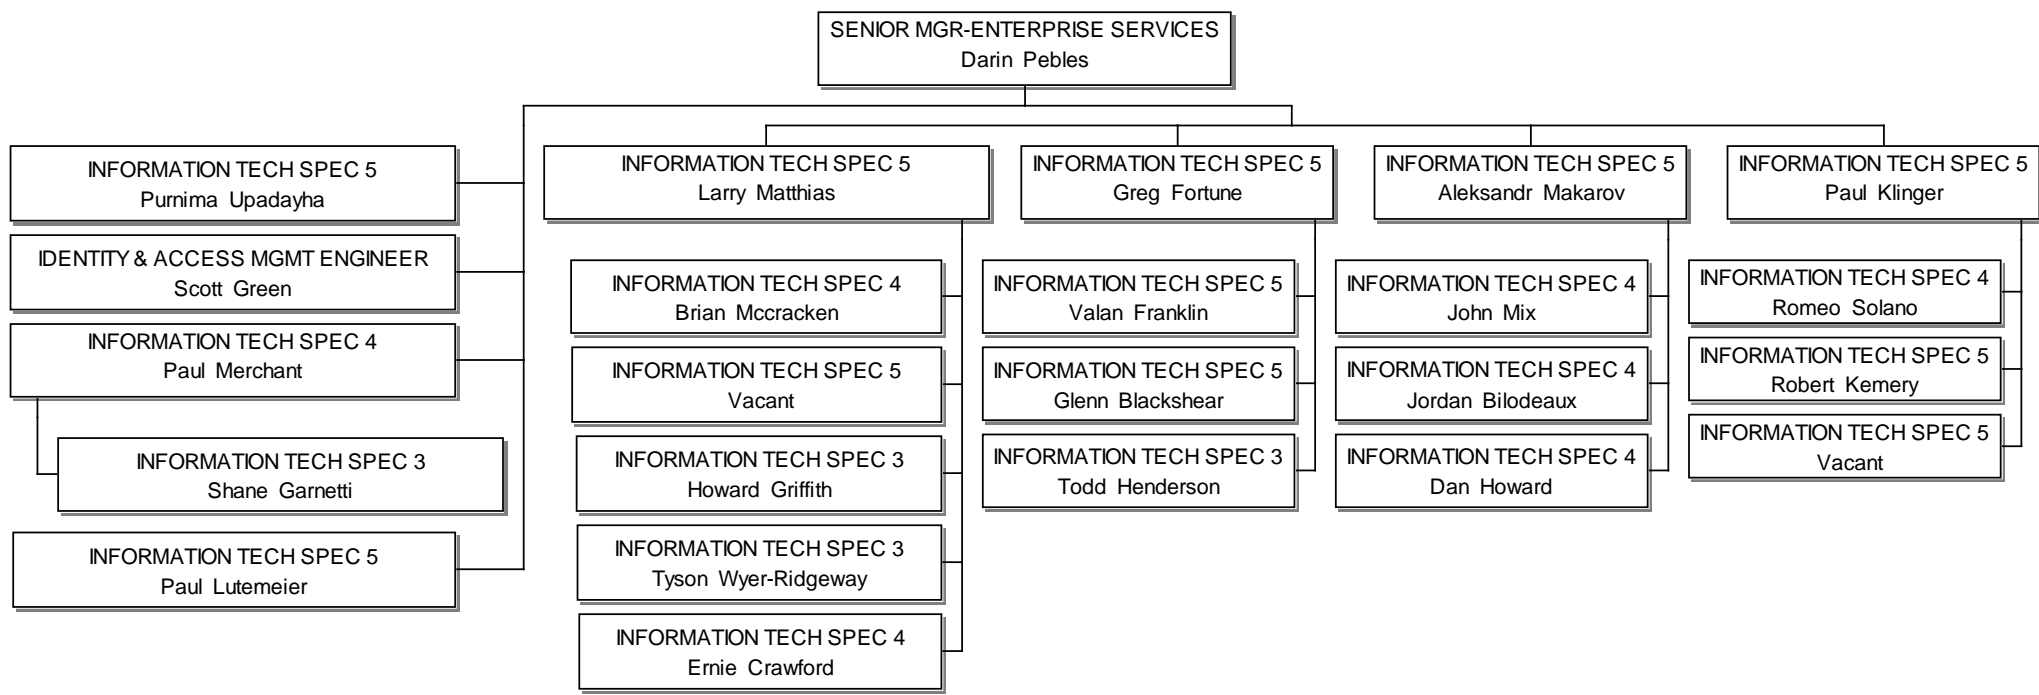 SENIOR MGR-ENTERPRISE SERVICES
Darin Pebles
INFORMATION TECH SPEC 5
Purnima Upadayha
IDENTITY & ACCESS MGMT ENGINEER
Scott Green
INFORMATION TECH SPEC 4
Paul Merchant
INFORMATION TECH SPEC 3
Shane Garnetti
INFORMATION TECH SPEC 5
Paul Lutemeier
INFORMATION TECH SPEC 5
Larry Matthias
INFORMATION TECH SPEC 4
Brian Mccracken
INFORMATION TECH SPEC 5
Vacant
INFORMATION TECH SPEC 3
Howard Griffith
INFORMATION TECH SPEC 3
Tyson Wyer-Ridgeway
INFORMATION TECH SPEC 4
Ernie Crawford
INFORMATION TECH SPEC 5
Greg Fortune
INFORMATION TECH SPEC 5
Valan Franklin
INFORMATION TECH SPEC 5
Glenn Blackshear
INFORMATION TECH SPEC 3
Todd Henderson
INFORMATION TECH SPEC 5
Aleksandr Makarov
INFORMATION TECH SPEC 4
John Mix
INFORMATION TECH SPEC 4
Jordan Bilodeaux
INFORMATION TECH SPEC 4
Dan Howard
INFORMATION TECH SPEC 5
Paul Klinger
INFORMATION TECH SPEC 4
Romeo Solano
INFORMATION TECH SPEC 5
Robert Kemery
INFORMATION TECH SPEC 5
Vacant